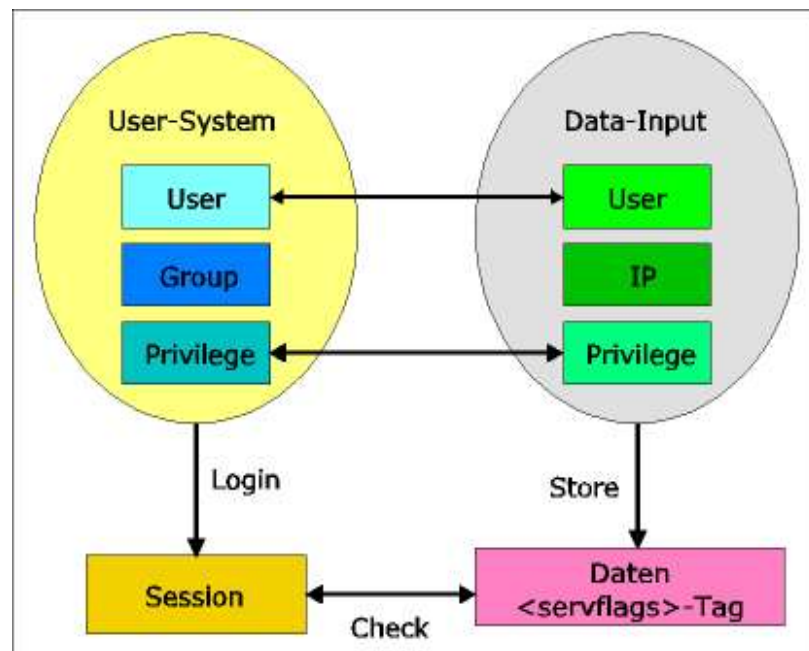 User-System
Data-Input
User
User
Group
IP
Privilege
Privilege
Login
Store
Session
Daten
<servflags>-Tag
Check